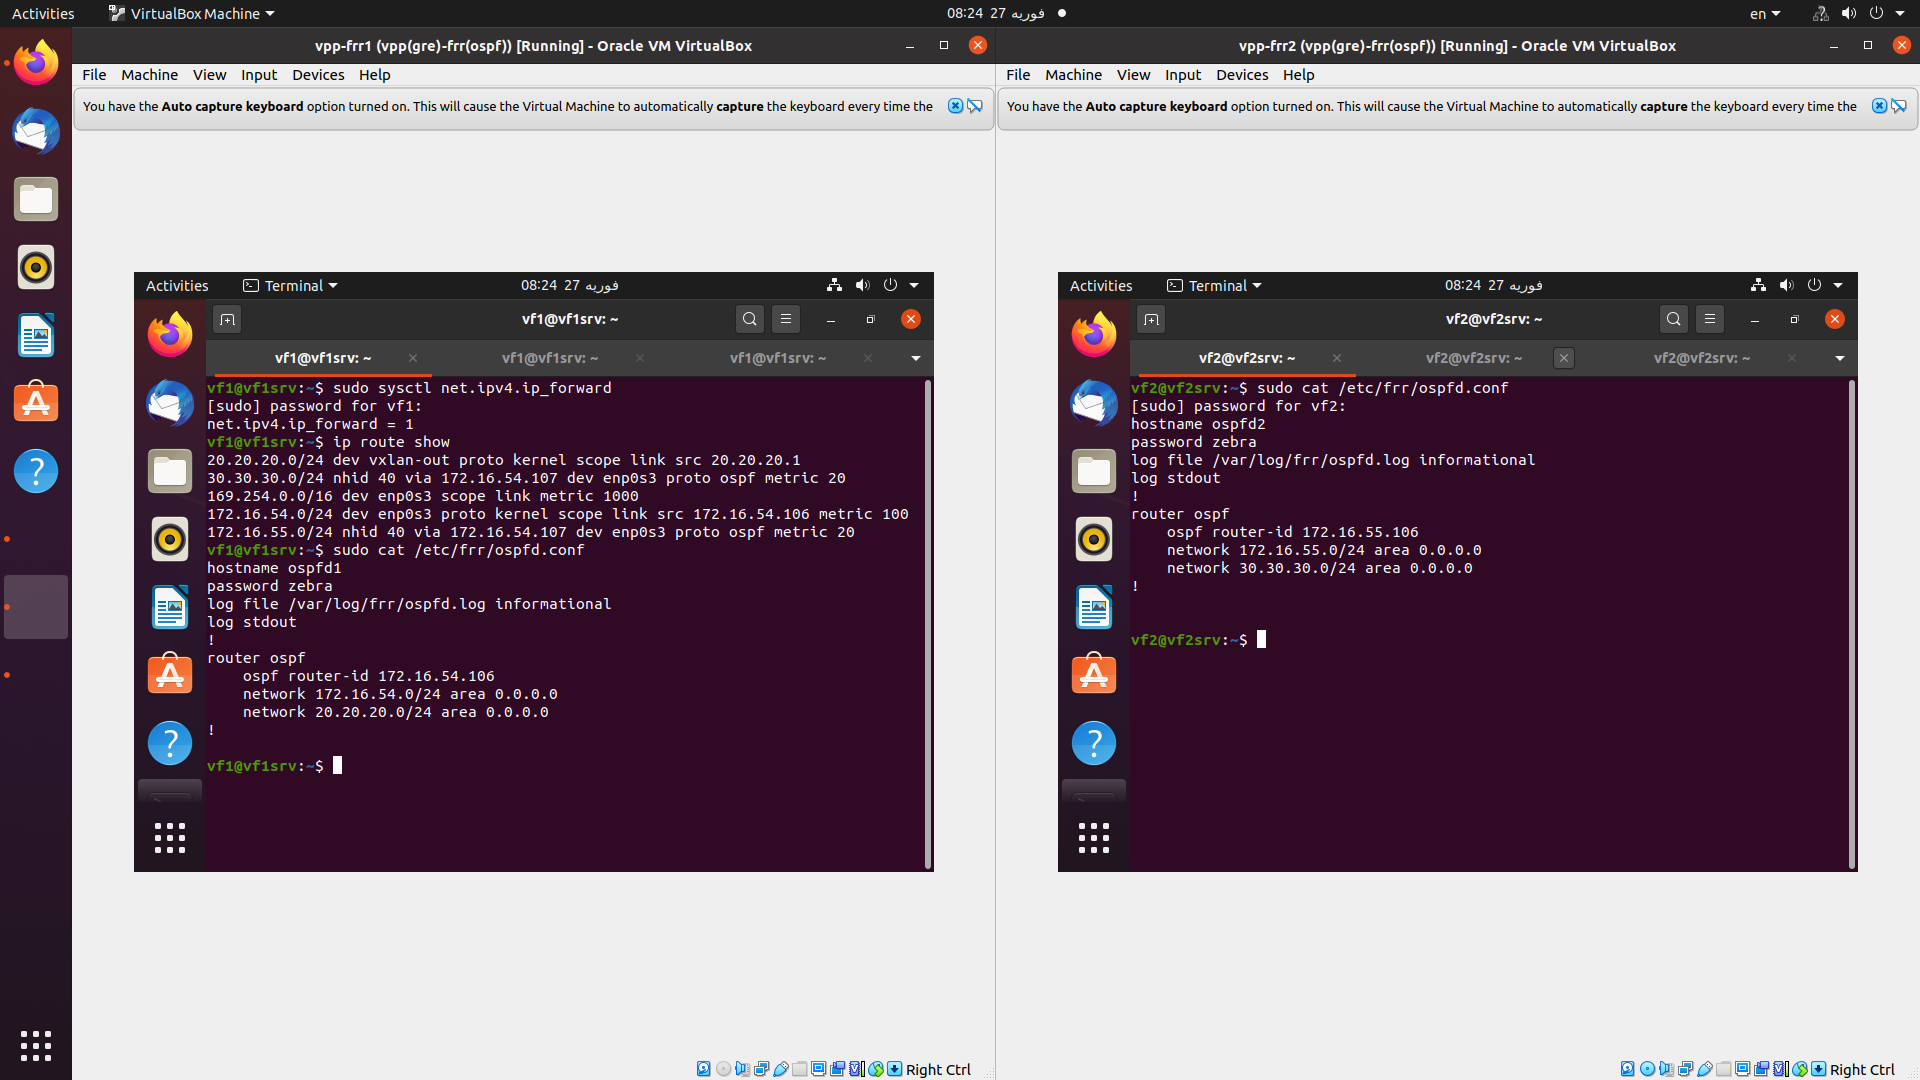 Activities VirtualBox Machine 08:24 27 فوریه en
vpp-frr1 (vpp(gre)-frr(ospf)) [Running] - Oracle VM VirtualBox
File Machine View Input Devices Help
You have the Auto capture keyboard option turned on. This will cause the Virtual Machine to automatically capture the keyboard every time the
Activities Terminal 08:24 27 فوریه
vf1@vf1srv: ~
vf1@vf1srv: ~ vf1@vf1srv: ~ vf1@vf1srv: ~
vf1@vf1srv:~$ sudo sysctl net.ipv4.ip_forward
[sudo] password for vf1:
net.ipv4.ip_forward = 1
vf1@vf1srv:~$ ip route show
20.20.20.0/24 dev vxlan-out proto kernel scope link src 20.20.20.1
30.30.30.0/24 nhid 40 via 172.16.54.107 dev enp0s3 proto ospf metric 20
169.254.0.0/16 dev enp0s3 scope link metric 1000
172.16.54.0/24 dev enp0s3 proto kernel scope link src 172.16.54.106 metric 100
172.16.55.0/24 nhid 40 via 172.16.54.107 dev enp0s3 proto ospf metric 20
vf1@vf1srv:~$ sudo cat /etc/frr/ospfd.conf
hostname ospfd1
password zebra
log file /var/log/frr/ospfd.log informational
log stdout
!
router ospf
    ospf router-id 172.16.54.106
    network 172.16.54.0/24 area 0.0.0.0
    network 20.20.20.0/24 area 0.0.0.0
!
vf1@vf1srv:~$
Right Ctrl
vpp-frr2 (vpp(gre)-frr(ospf)) [Running] - Oracle VM VirtualBox
File Machine View Input Devices Help
You have the Auto capture keyboard option turned on. This will cause the Virtual Machine to automatically capture the keyboard every time the
Activities Terminal 08:24 27 فوریه
vf2@vf2srv: ~
vf2@vf2srv: ~ vf2@vf2srv: ~ vf2@vf2srv: ~
vf2@vf2srv:~$ sudo cat /etc/frr/ospfd.conf
[sudo] password for vf2:
hostname ospfd2
password zebra
log file /var/log/frr/ospfd.log informational
log stdout
!
router ospf
    ospf router-id 172.16.55.106
    network 172.16.55.0/24 area 0.0.0.0
    network 30.30.30.0/24 area 0.0.0.0
!
vf2@vf2srv:~$
Right Ctrl